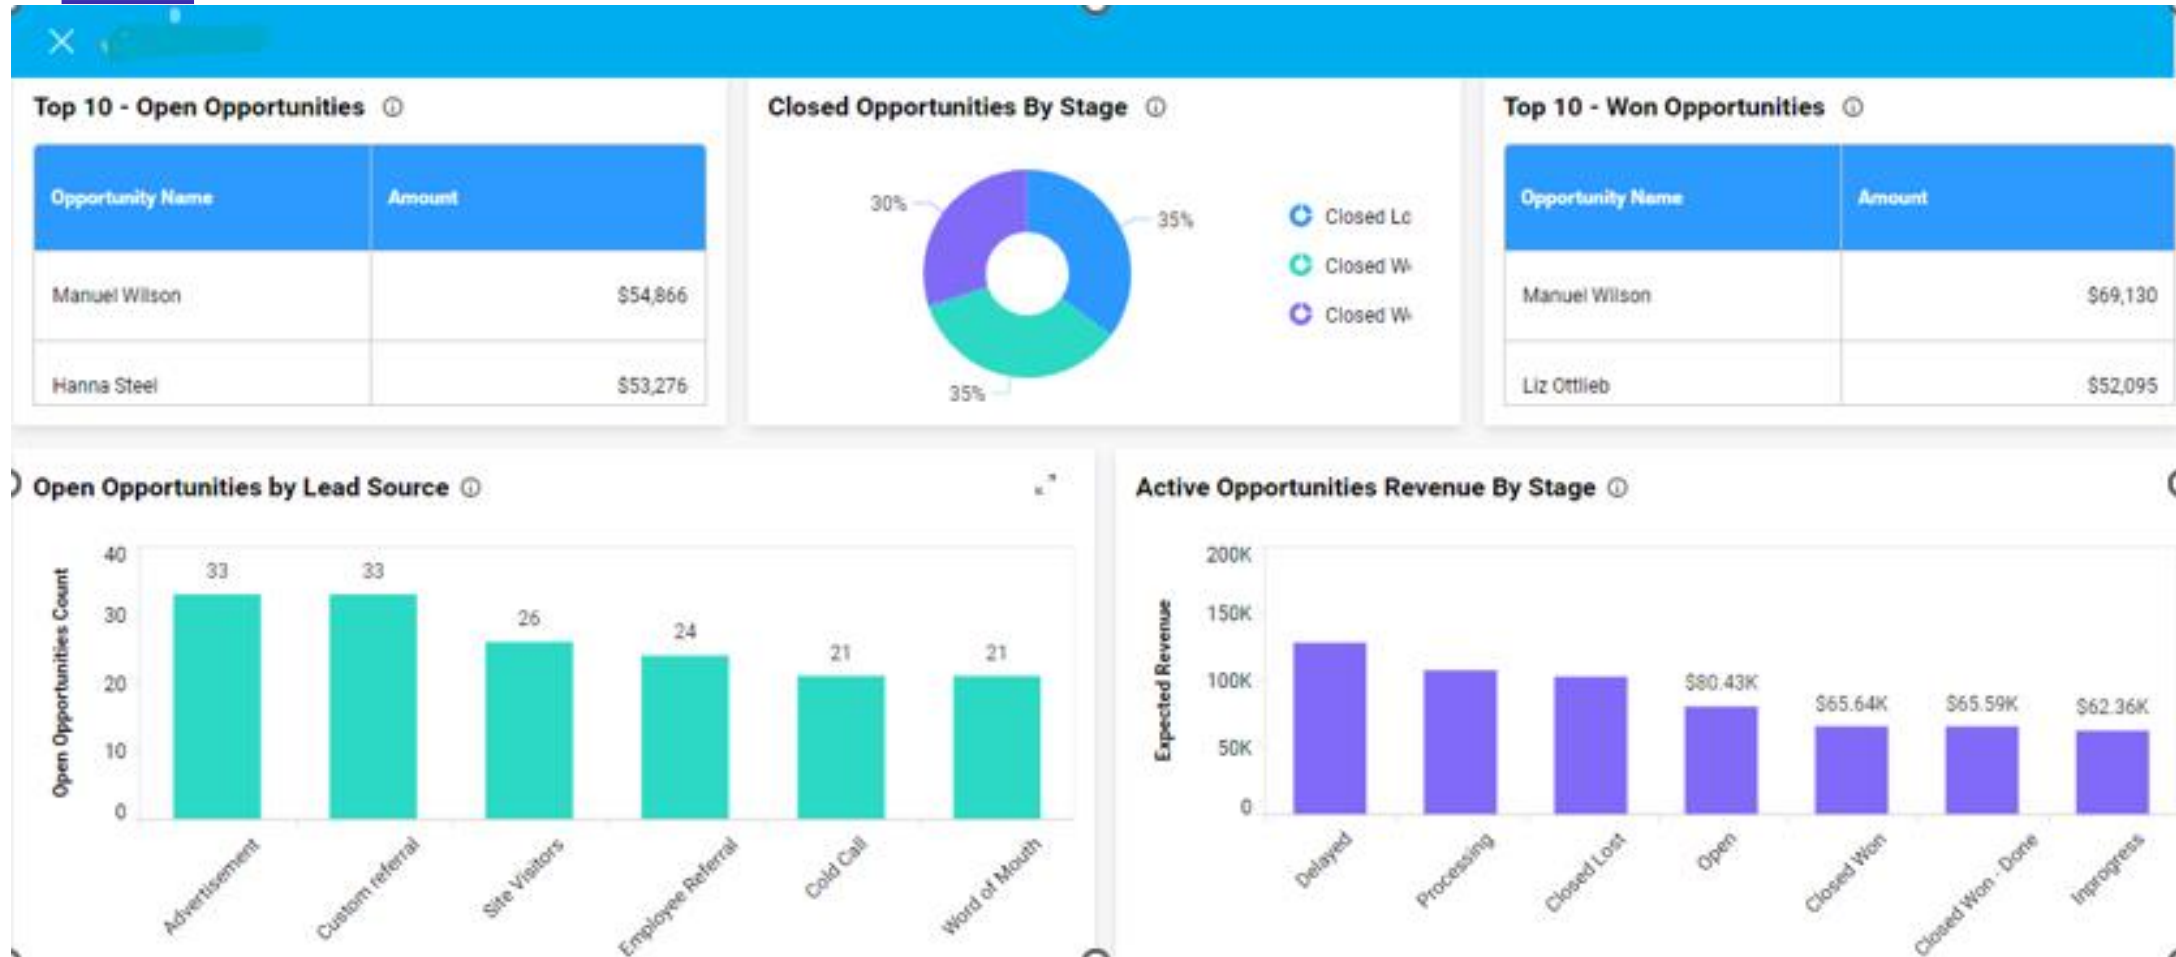 Top 10 - Open Opportunities
Opportunity Name Amount
Manuel Wilson $54,866
Hanna Steel $53,276
Closed Opportunities By Stage
30%
35%
35%
Closed Lc
Closed W
Closed W
Top 10 - Won Opportunities
Opportunity Name Amount
Manuel Wilson $69,130
Liz Ottlieb $52,095
Open Opportunities by Lead Source
Open Opportunities Count
40
30
20
10
0
33
33
26
24
21
21
Advertisement
Custom referral
Site Visitors
Employee Referral
Cold Call
Word of Mouth
Active Opportunities Revenue By Stage
Expected Revenue
200K
150K
100K
50K
0
$80.43K
$65.64K
$65.59K
$62.36K
Delayed
Processing
Closed Lost
Open
Closed Won
Closed Won - Done
Inprogress